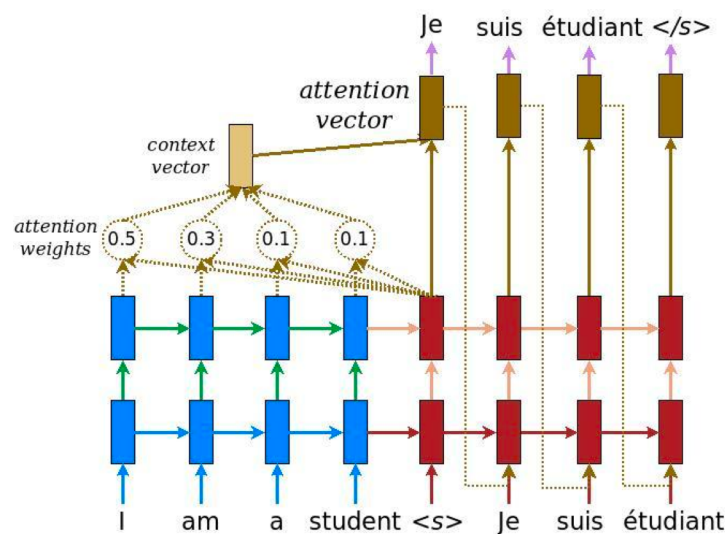 Je suis étudiant </s>
attention
vector
context
vector
attention
weights
0.5 0.3 0.1 0.1
I am a student <s> Je suis étudiant